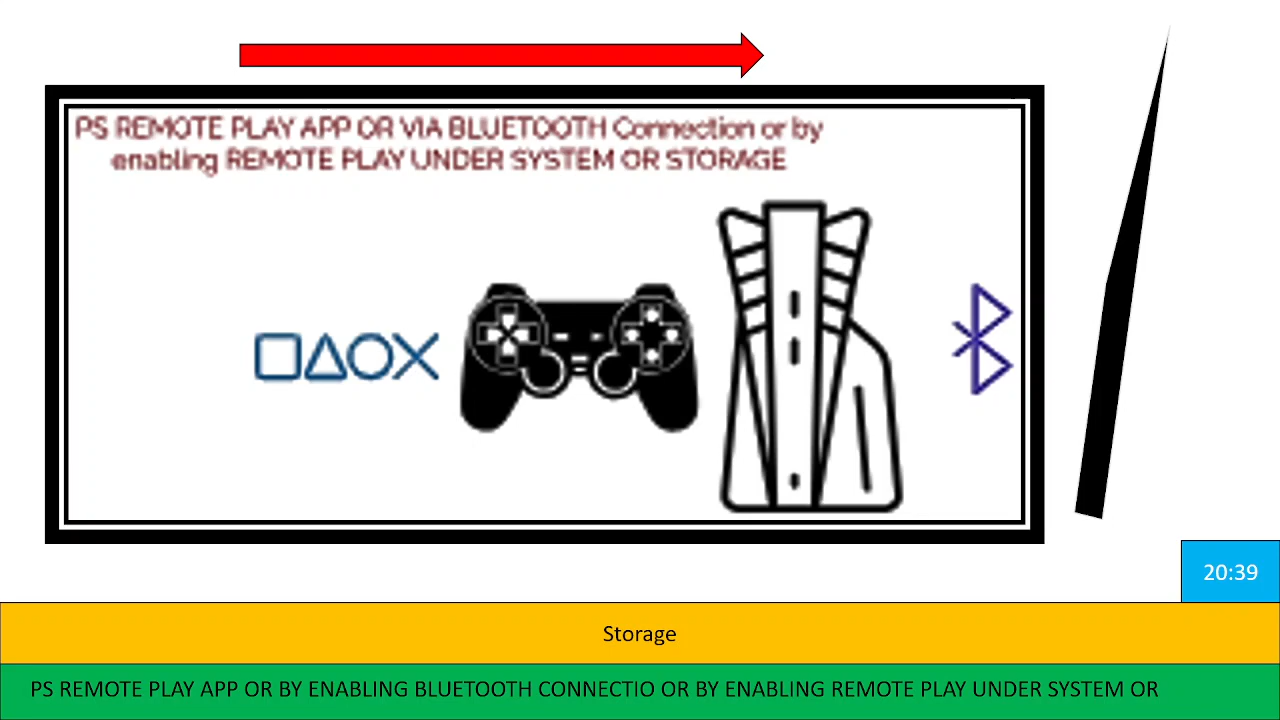 PS REMOTE PLAY APP OR VIA BLUETOOTH Connection or by
enabling REMOTE PLAY UNDER SYSTEM OR STORAGE
20:39
Storage
PS REMOTE PLAY APP OR BY ENABLING BLUETOOTH CONNECTIO OR BY ENABLING REMOTE PLAY UNDER SYSTEM OR